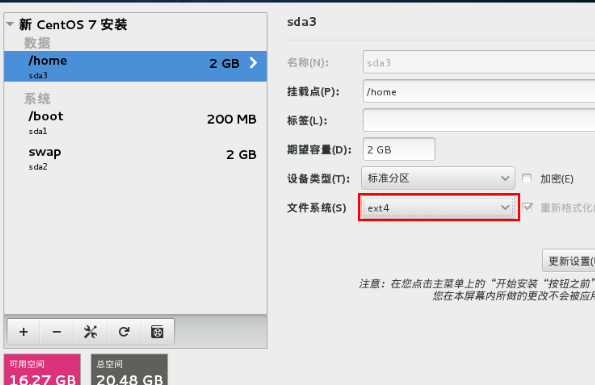 新 CentOS 7 安装
数据
/home 2 GB
sda3
系统
/boot 200 MB
sda1
swap 2 GB
sda2
可用空间
16.27 GB
总空间
20.48 GB
sda3
名称(N): sda3
挂载点(P): /home
标签(L):
期望容量(D): 2 GB
设备类型(T): 标准分区 加密(E)
文件系统(S) ext4 重新格式化(
更新设置(
注意：在您点击主菜单上的“开始安装“按钮之前”
您在本屏幕内所做的更改不会被应